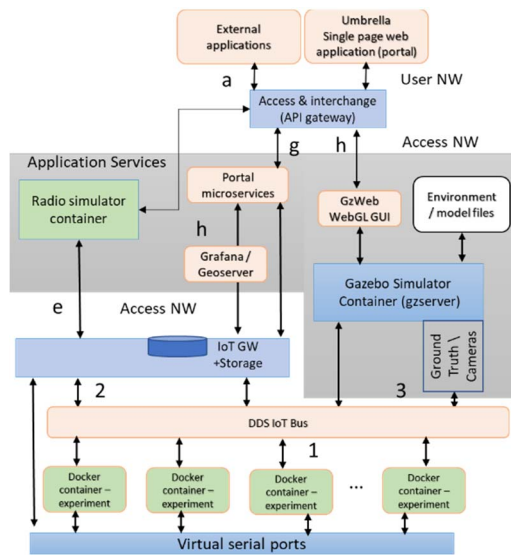 External
applications
Umbrella
Single page web
application (portal)
a
User NW
Access & interchange
(API gateway)
g
h
Access NW
Application Services
Radio simulator
container
Portal
microservices
GzWeb
WebGL GUI
Environment
/ model files
h
Grafana /
Geoserver
Gazebo Simulator
Container (gzserver)
e
Access NW
IoT GW
+Storage
Ground
Truth \
Cameras
2
3
DDS IoT Bus
1
Docker
container –
experiment
Docker
container –
experiment
Docker
container –
experiment
...
Docker
container –
experiment
Virtual serial ports